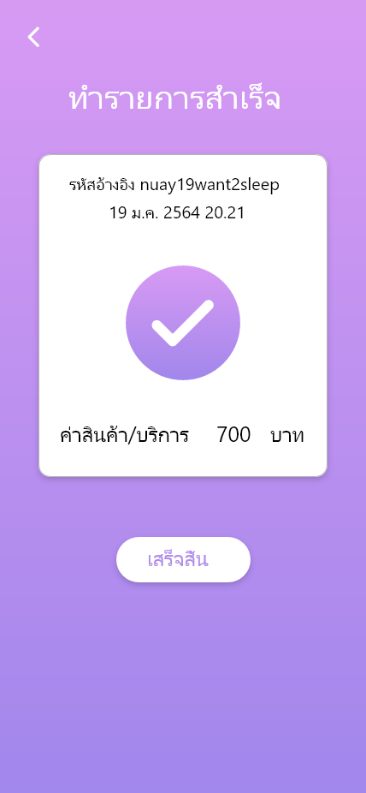 ทำรายการสำเร็จ
รหัสอ้างอิง nuay19want2sleep
19 ม.ค. 2564 20.21
ค่าสินค้า/บริการ 700 บาท
เสร็จสืน